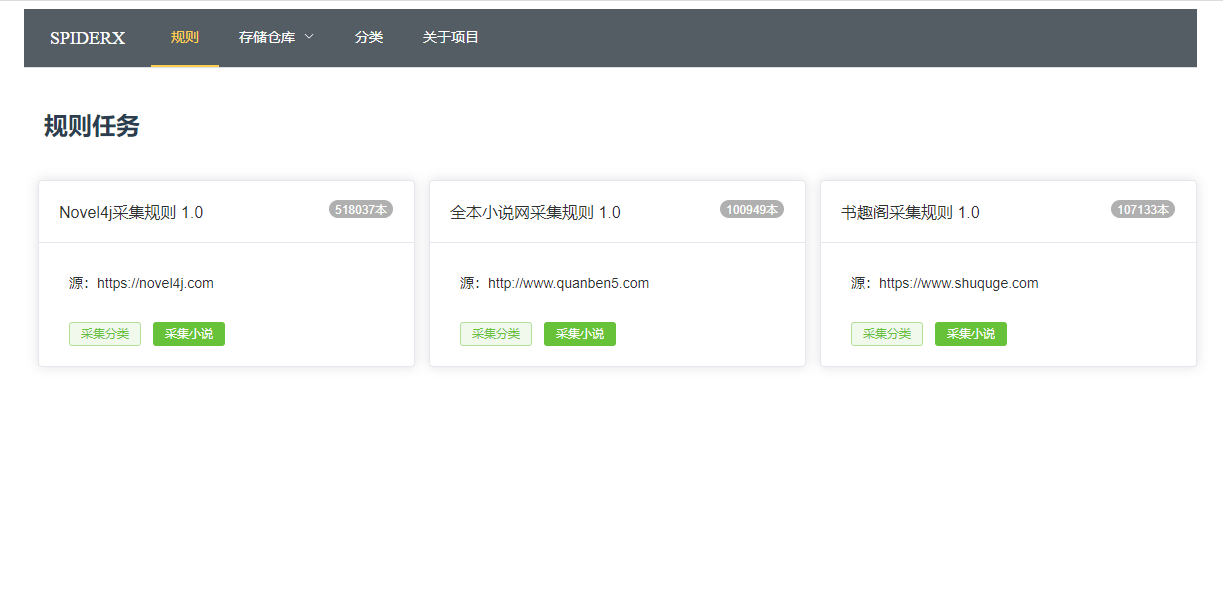 SPIDERX 规则 存储仓库 分类 关于项目
规则任务
Novel4j采集规则 1.0 518037本
源：https://novel4j.com
采集分类 采集小说
全本小说网采集规则 1.0 100949本
源：http://www.quanben5.com
采集分类 采集小说
书趣阁采集规则 1.0 107133本
源：https://www.shuquge.com
采集分类 采集小说